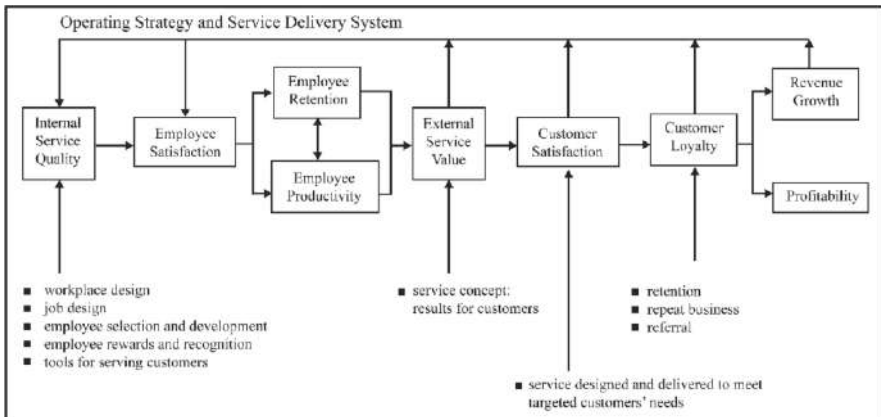 Operating Strategy and Service Delivery System
Internal
Service
Quality
Employee
Satisfaction
Employee
Retention
Employee
Productivity
External
Service
Value
Customer
Satisfaction
Customer
Loyalty
Revenue
Growth
Profitability
■ workplace design
■ job design
■ employee selection and development
■ employee rewards and recognition
■ tools for serving customers
■ service concept:
results for customers
■ service designed and delivered to meet
targeted customers' needs
■ retention
■ repeat business
■ referral